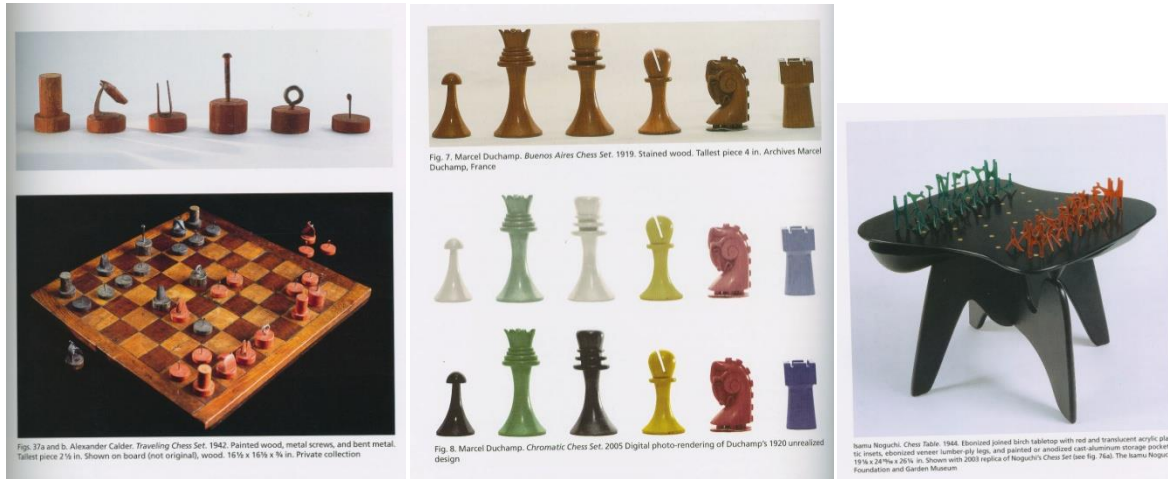 Figs. 37a and b. Alexander Calder. Traveling Chess Set. 1942. Painted wood, metal screws, and bent metal.
Tallest piece 2⅛ in. Shown on board (not original), wood. 16⅛ x 16⅛ x ¾ in. Private collection
Fig. 7. Marcel Duchamp. Buenos Aires Chess Set. 1919. Stained wood. Tallest piece 4 in. Archives Marcel
Duchamp, France
Fig. 8. Marcel Duchamp. Chromatic Chess Set. 2005 Digital photo-rendering of Duchamp's 1920 unrealized
design
Isamu Noguchi. Chess Table. 1944. Ebonized joined birch tabletop with red and translucent acrylic plas
tic insets, ebonized veneer lumber-ply legs, and painted or anodized cast-aluminum storage pocket
Shown with 2003 replica of Noguchi's Chess Set (see fig. 76a). The Isamu Noguc
Foundation and Garden Museum